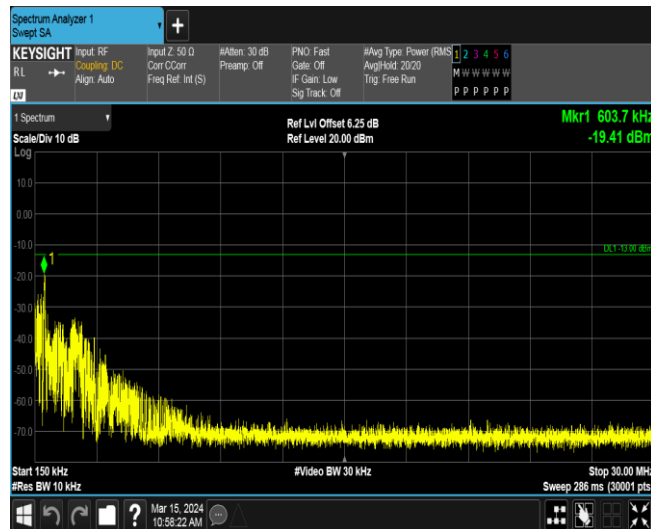 Spectrum Analyzer 1
Swept SA
+
KEYSIGHT
RL
LXI
Input: RF
Coupling: DC
Align: Auto
Input Z: 50 Ω
Corr CCorr
Freq Ref: Int (S)
#Atten: 30 dB
Preamp: Off
PNO: Fast
Gate: Off
IF Gain: Low
Sig Track: Off
#Avg Type: Power (RMS
Avg|Hold: 20/20
Trig: Free Run
1 2 3 4 5 6
M W W W W W
P P P P P P
1 Spectrum
Scale/Div 10 dB
Log
Ref Lvl Offset 6.25 dB
Ref Level 20.00 dBm
Mkr1 603.7 kHz
-19.41 dBm
10.0
0.00
-10.0
DL1 -13.00 dBm
1
-20.0
-30.0
-40.0
-50.0
-60.0
-70.0
Start 150 kHz
#Video BW 30 kHz
Stop 30.00 MHz
#Res BW 10 kHz
Sweep 286 ms (30001 pts
?
Mar 15, 2024
10:58:22 AM